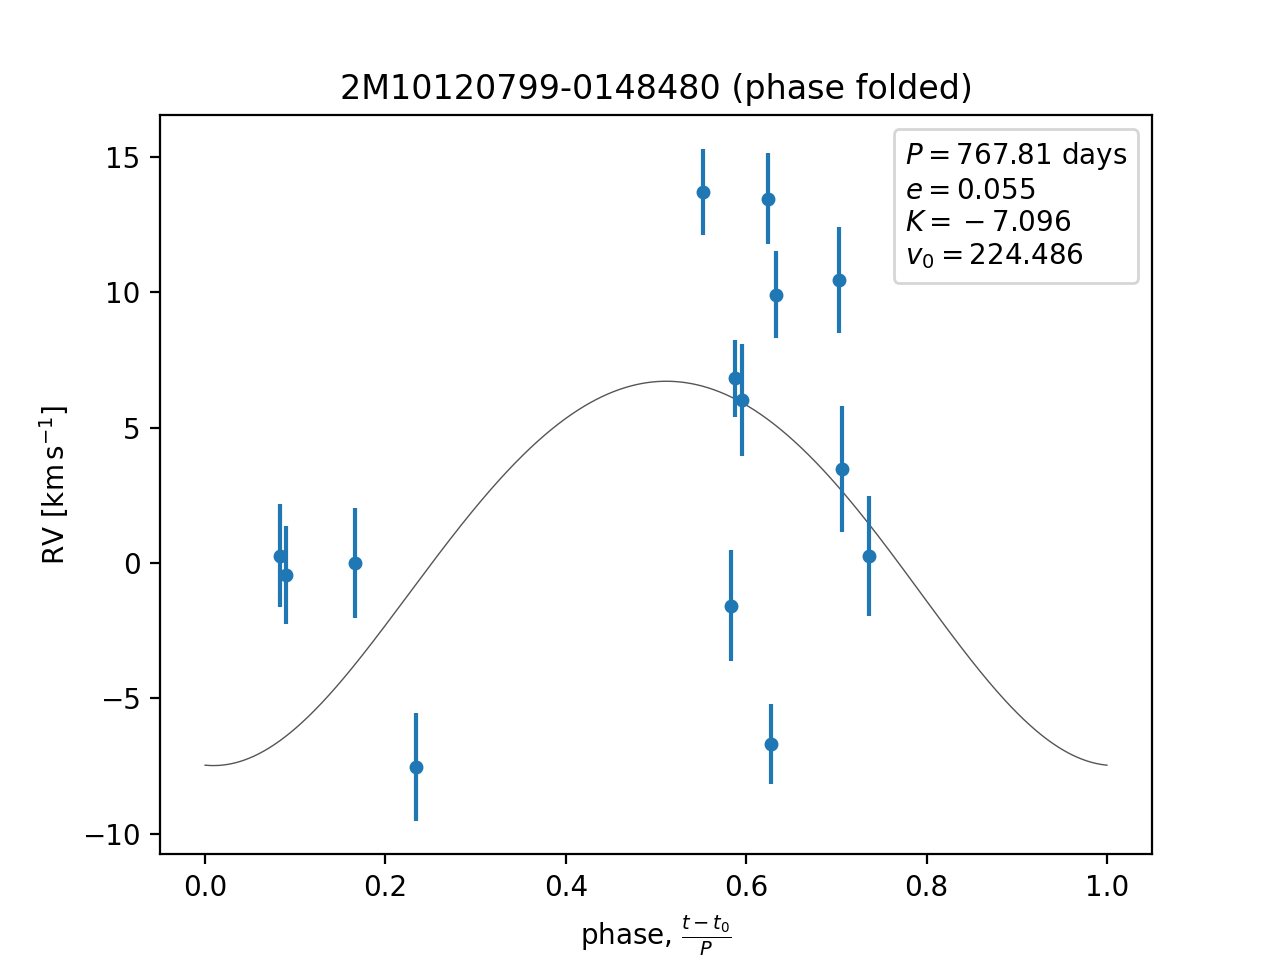 2M10120799-0148480 (phase folded)
P = 767.81 days
e = 0.055
K = −7.096
v₀ = 224.486
15
10
5
0
−5
−10
RV [km s⁻¹]
0.0 0.2 0.4 0.6 0.8 1.0
phase, (t − t₀)/P